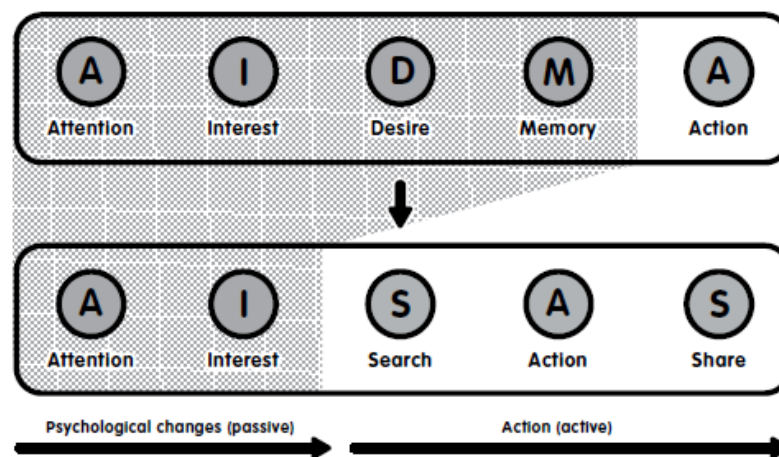 A I D M A
Attention Interest Desire Memory Action
A I S A S
Attention Interest Search Action Share
Psychological changes (passive) Action (active)